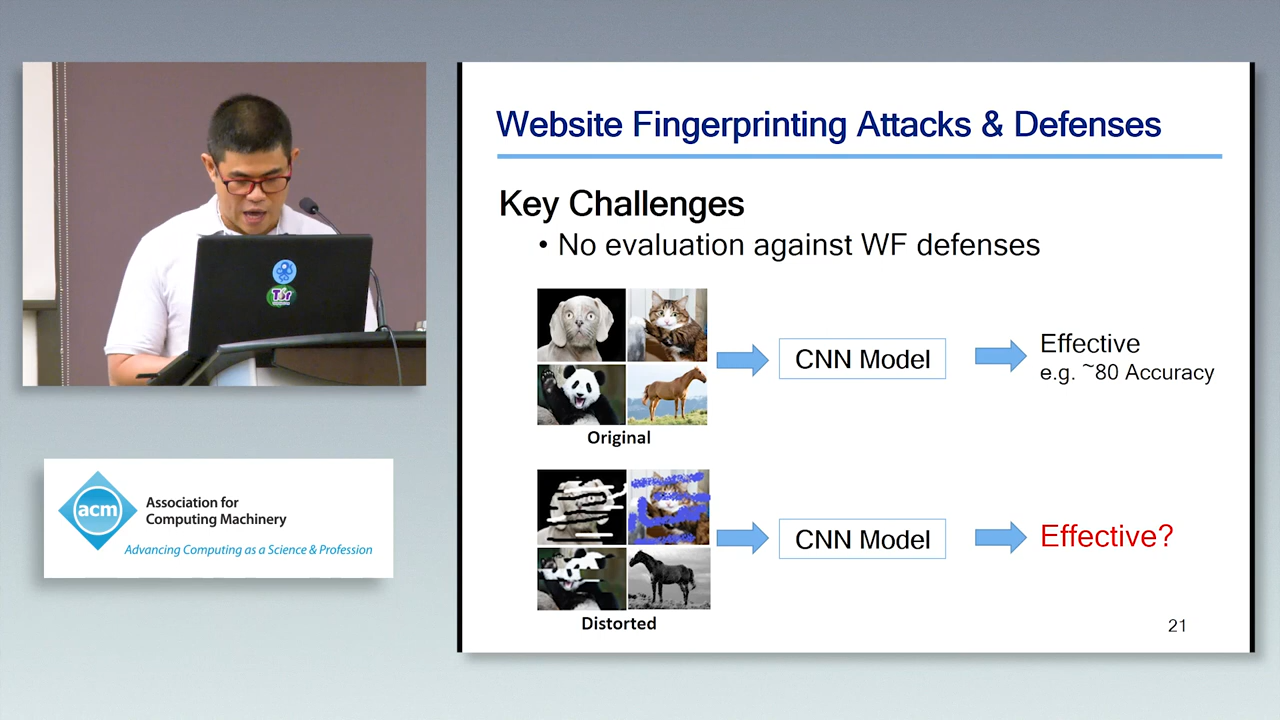 Website Fingerprinting Attacks & Defenses
Key Challenges
• No evaluation against WF defenses
CNN Model
Effective
e.g. ~80 Accuracy
Original
CNN Model
Effective?
Distorted
21
acm
Association for
Computing Machinery
Advancing Computing as a Science & Profession
Tor